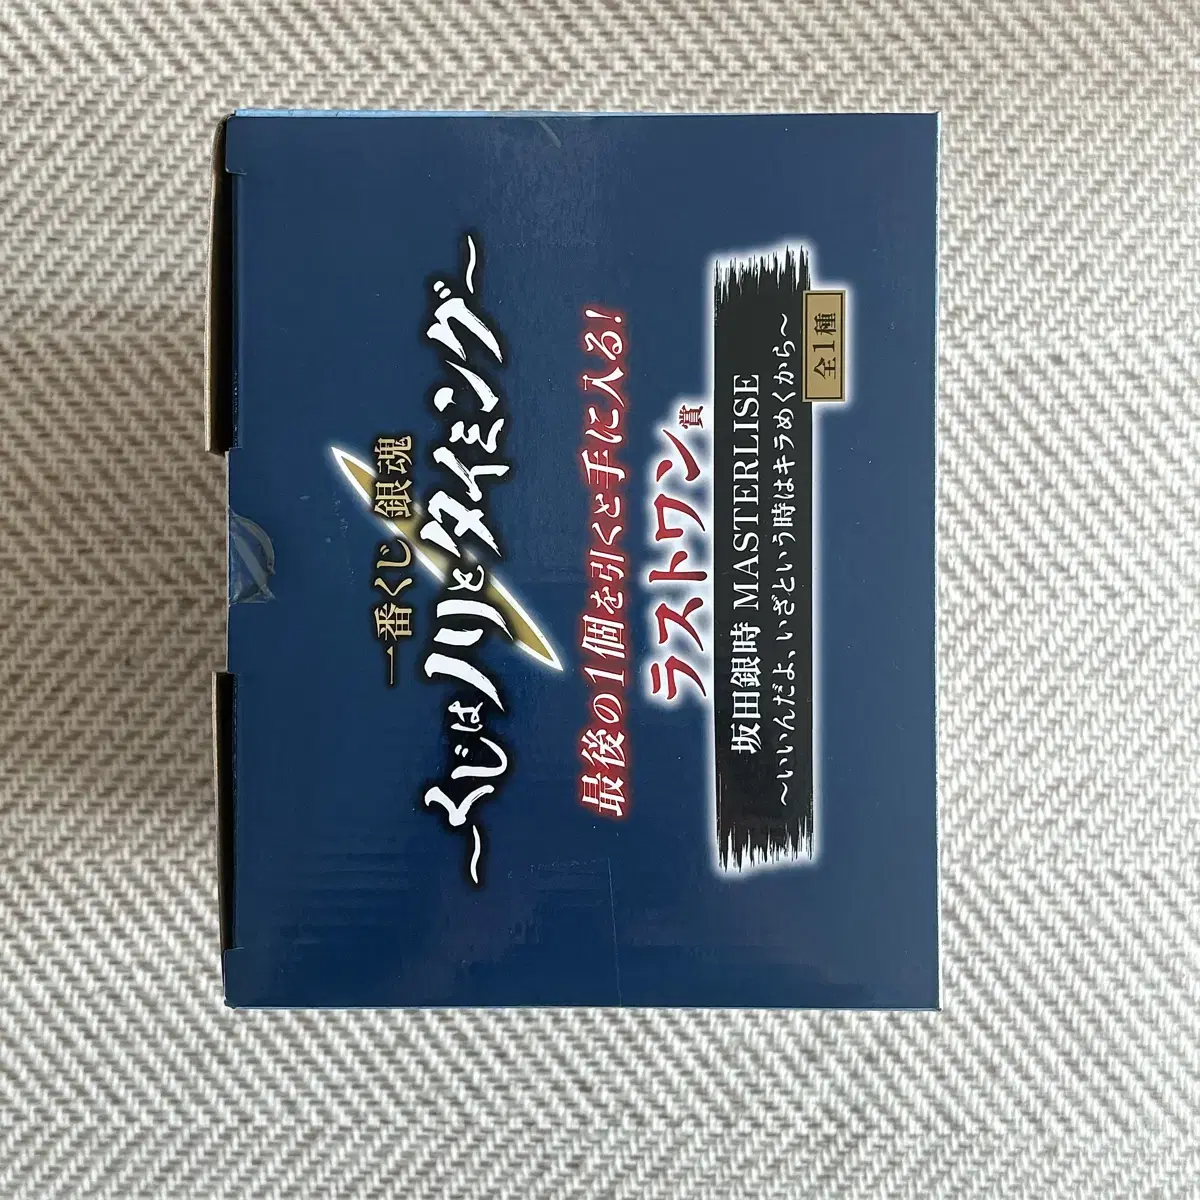 一番くじ 銀魂
～くじはノリとタイミング～
最後の1個を引くと手に入る!
ラストワン賞
坂田銀時 MASTERLISE
～いいんだよ、いざという時はキラめくから～
全1種